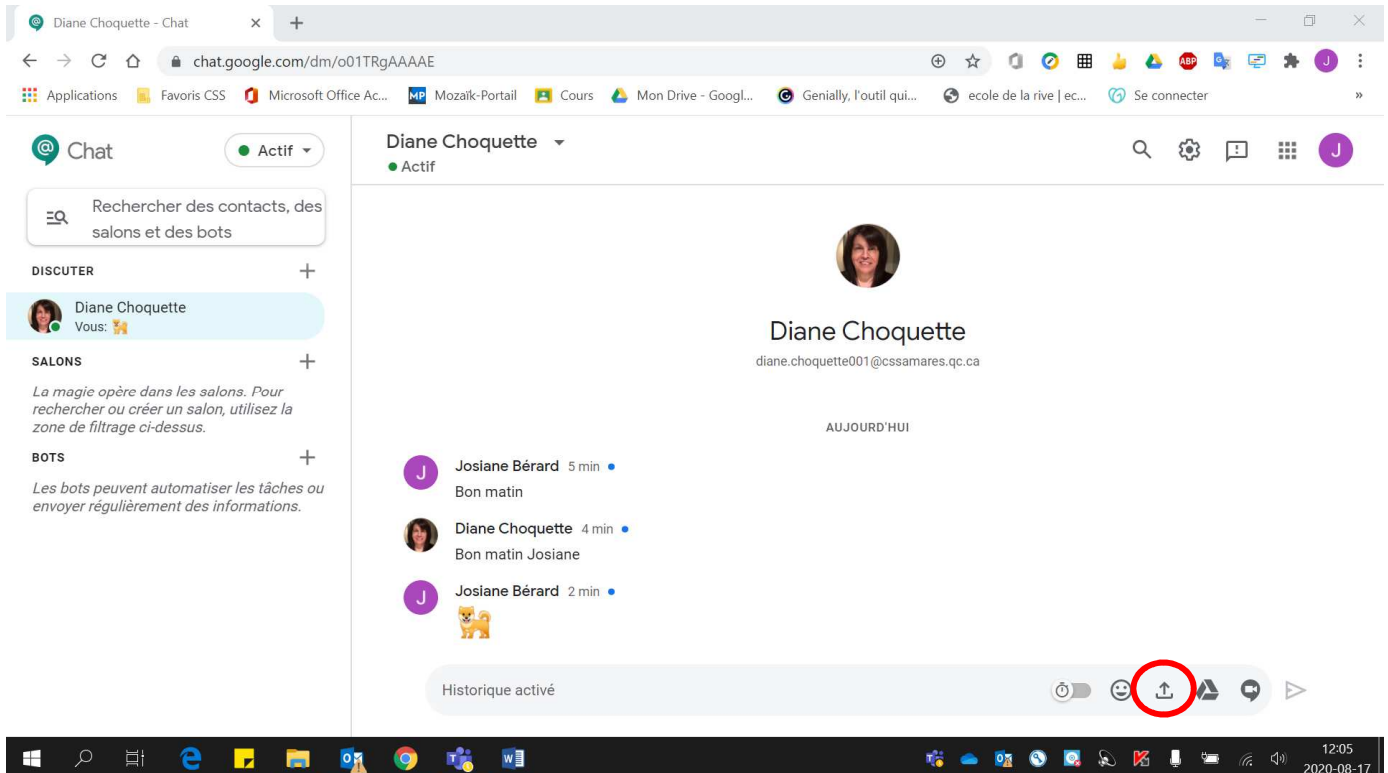 Diane Choquette - Chat
chat.google.com/dm/o01TRgAAAAE
ABP
J
Applications
Favoris CSS
Microsoft Office Ac...
MP
Mozaïk-Portail
Cours
Mon Drive - Googl...
Genially, l'outil qui...
ecole de la rive | ec...
Se connecter
»
Chat
Actif
Diane Choquette
Actif
J
Rechercher des contacts, des
salons et des bots
DISCUTER
Diane Choquette
Vous:
SALONS
La magie opère dans les salons. Pour
rechercher ou créer un salon, utilisez la
zone de filtrage ci-dessus.
BOTS
Les bots peuvent automatiser les tâches ou
envoyer régulièrement des informations.
Diane Choquette
diane.choquette001@cssamares.qc.ca
AUJOURD'HUI
J
Josiane Bérard 5 min
Bon matin
Diane Choquette 4 min
Bon matin Josiane
J
Josiane Bérard 2 min
Historique activé
12:05
2020-08-17